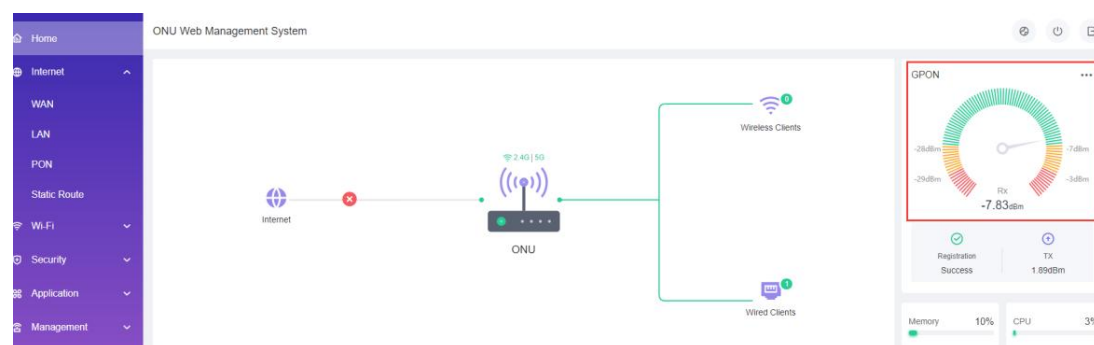 Home
Internet
WAN
LAN
PON
Static Route
Wi-Fi
Security
Application
Management
ONU Web Management System
Internet
2.4G | 5G
ONU
0
Wireless Clients
1
Wired Clients
GPON
-28dBm
-7dBm
-29dBm
-3dBm
Rx
-7.83dBm
Registration
Success
TX
1.89dBm
Memory 10%
CPU 3%